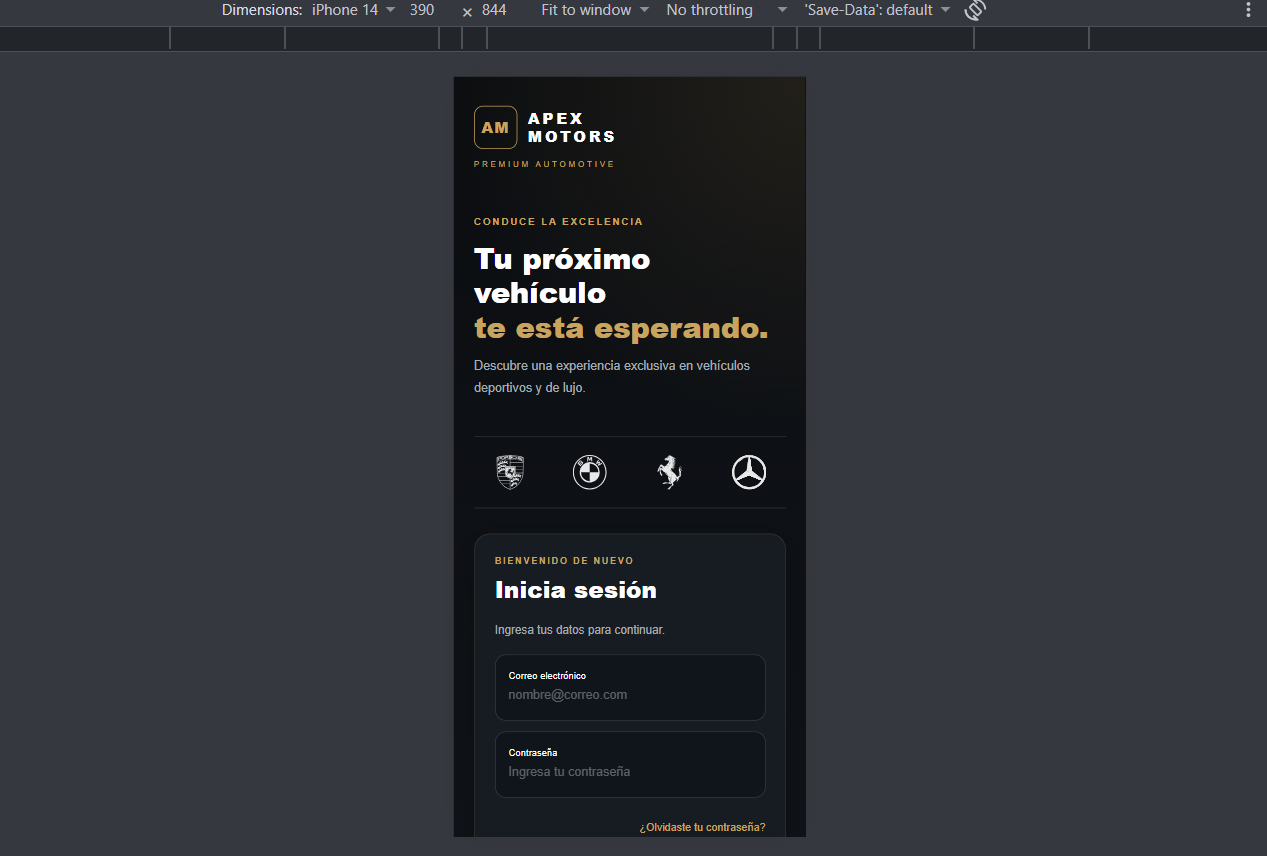 Dimensions: iPhone 14 390 × 844 Fit to window No throttling 'Save-Data': default
AM
APEX
MOTORS
PREMIUM AUTOMOTIVE
CONDUCE LA EXCELENCIA
Tu próximo
vehículo
te está esperando.
Descubre una experiencia exclusiva en vehículos
deportivos y de lujo.
PORSCHE
BMW
BIENVENIDO DE NUEVO
Inicia sesión
Ingresa tus datos para continuar.
Correo electrónico
nombre@correo.com
Contraseña
Ingresa tu contraseña
¿Olvidaste tu contraseña?